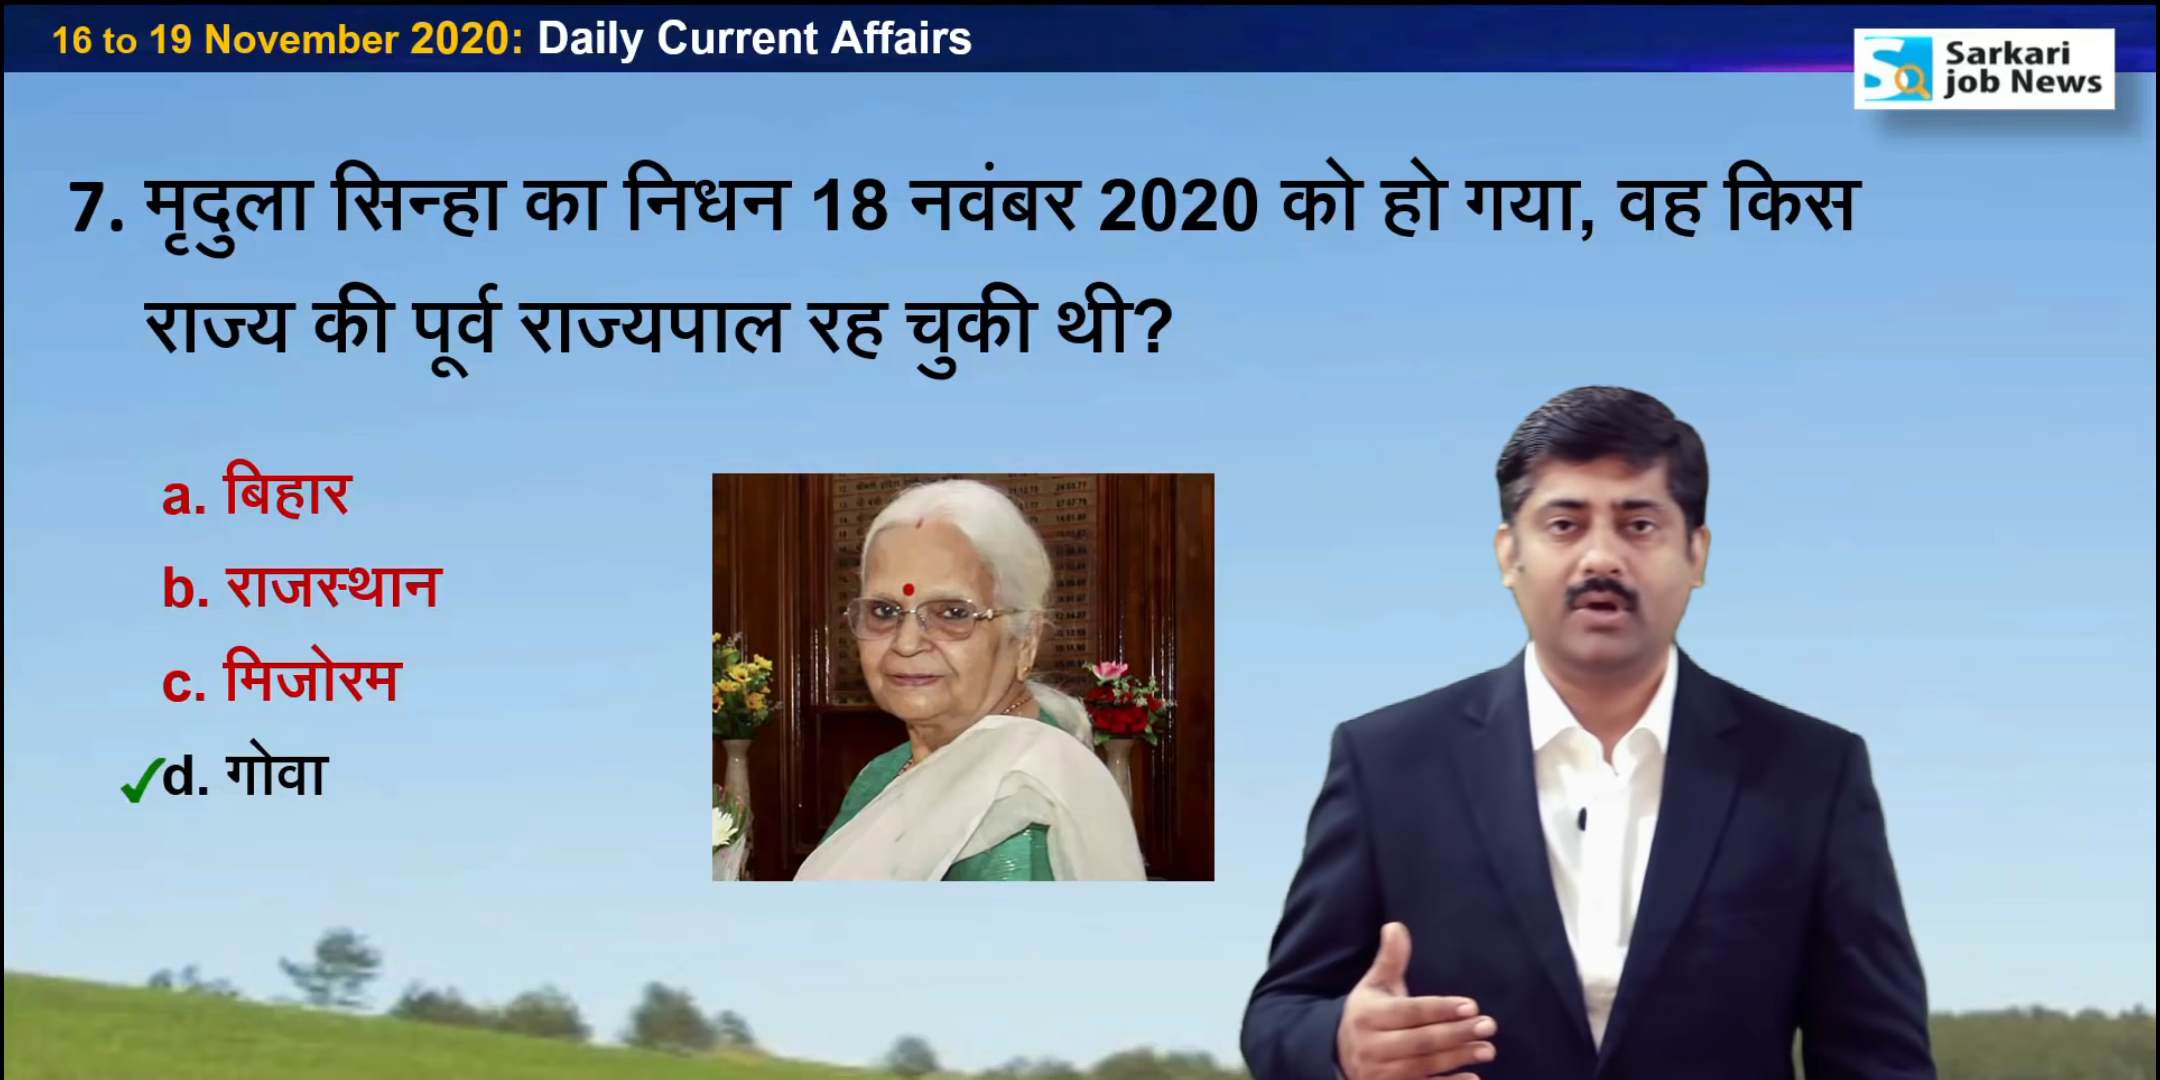 16 to 19 November 2020: Daily Current Affairs
Sarkari
job News
7. मृदुला सिन्हा का निधन 18 नवंबर 2020 को हो गया, वह किस
राज्य की पूर्व राज्यपाल रह चुकी थी?
a. बिहार
b. राजस्थान
c. मिजोरम
d. गोवा